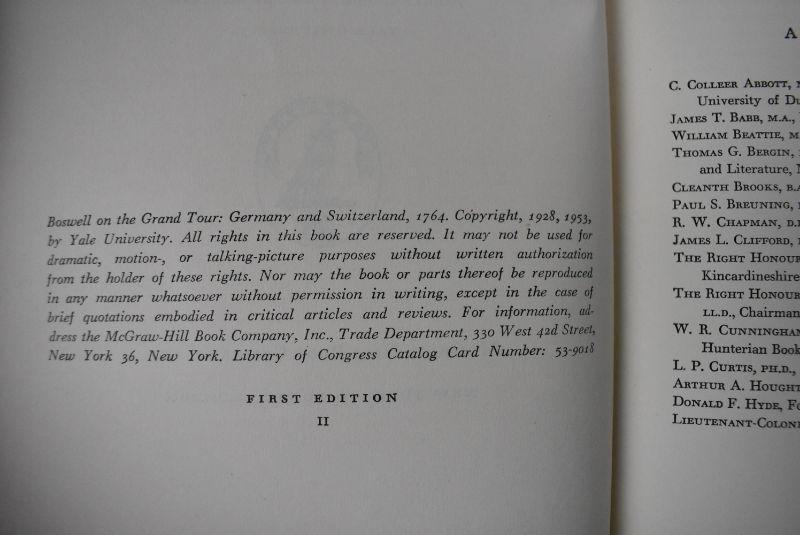 Boswell on the Grand Tour: Germany and Switzerland, 1764. Copyright, 1928, 1953,
by Yale University. All rights in this book are reserved. It may not be used for
dramatic, motion-, or talking-picture purposes without written authorization
from the holder of these rights. Nor may the book or parts thereof be reproduced
in any manner whatsoever without permission in writing, except in the case of
brief quotations embodied in critical articles and reviews. For information, ad-
dress the McGraw-Hill Book Company, Inc., Trade Department, 330 West 42d Street,
New York 36, New York. Library of Congress Catalog Card Number: 53-9018
FIRST EDITION
II
A
C. COLLEER ABBOTT,
University of Du
JAMES T. BABB, M.A.,
WILLIAM BEATTIE, M
THOMAS G. BERGIN,
and Literature,
CLEANTH BROOKS, B.A
PAUL S. BREUNING,
R. W. CHAPMAN, D.
JAMES L. CLIFFORD,
THE RIGHT HONOUR
Kincardineshire
THE RIGHT HONOUR
LL.D., Chairman
W. R. CUNNINGHAM
Hunterian Book
L. P. CURTIS, PH.D.,
ARTHUR A. HOUGHT
DONALD F. HYDE, Fo
LIEUTENANT-COLON